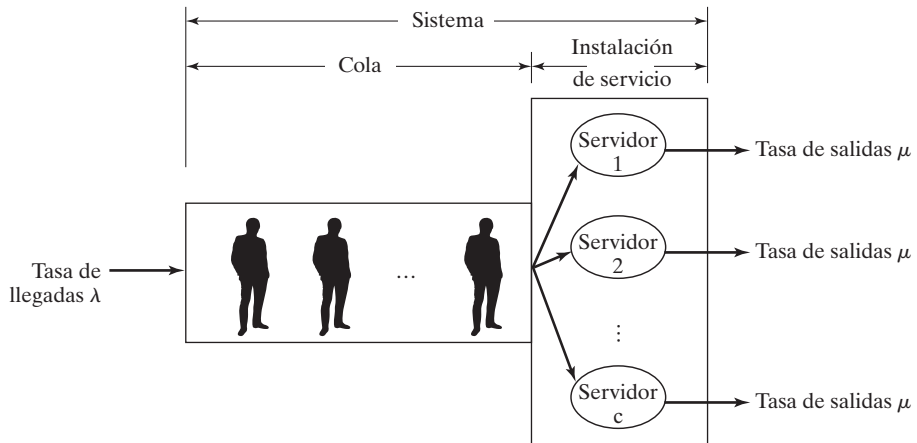 Sistema
Cola
Instalación
de servicio
Servidor
1
Tasa de salidas μ
Servidor
2
Tasa de salidas μ
Tasa de
llegadas λ
...
⋮
Servidor
c
Tasa de salidas μ